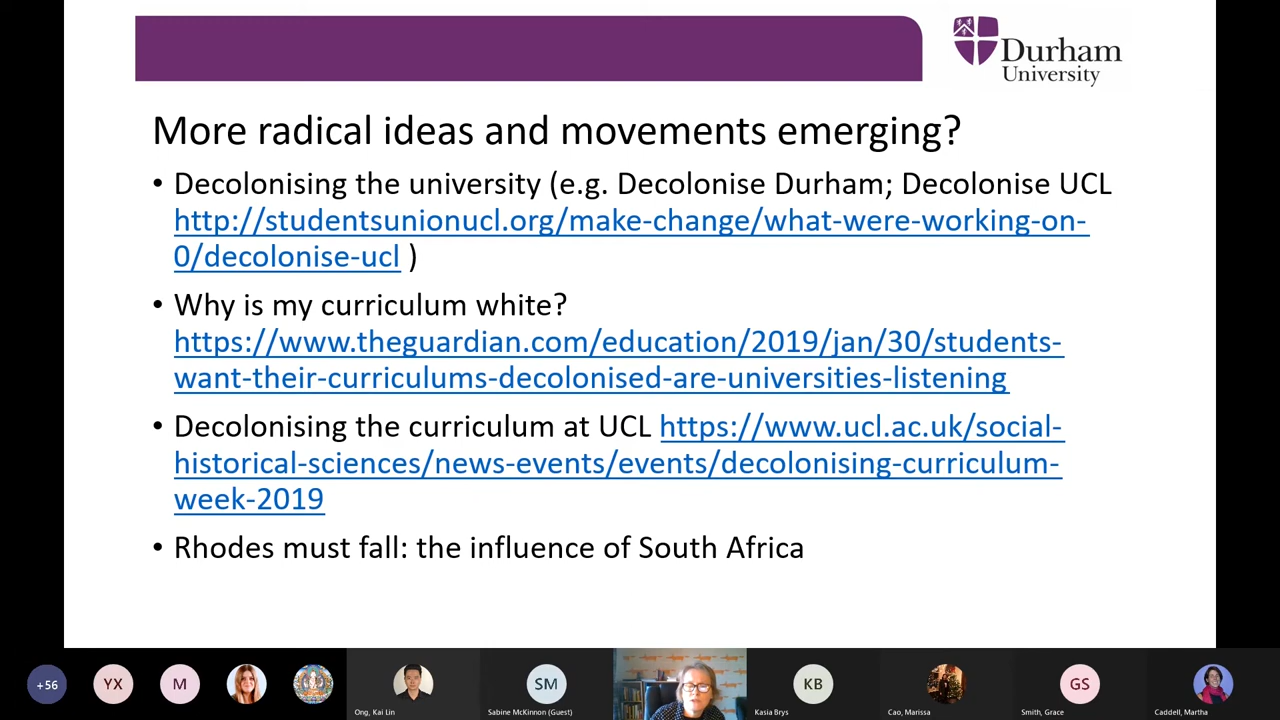 Durham
University
More radical ideas and movements emerging?
• Decolonising the university (e.g. Decolonise Durham; Decolonise UCL
http://studentsunionucl.org/make-change/what-were-working-on-
0/decolonise-ucl )
• Why is my curriculum white?
https://www.theguardian.com/education/2019/jan/30/students-
want-their-curriculums-decolonised-are-universities-listening
• Decolonising the curriculum at UCL https://www.ucl.ac.uk/social-
historical-sciences/news-events/events/decolonising-curriculum-
week-2019
• Rhodes must fall: the influence of South Africa
+56
YX
M
SM
KB
GS
Ong, Kai Lin
Sabine McKinnon (Guest)
Kasia Brys
Cao, Marissa
Smith, Grace
Caddell, Martha